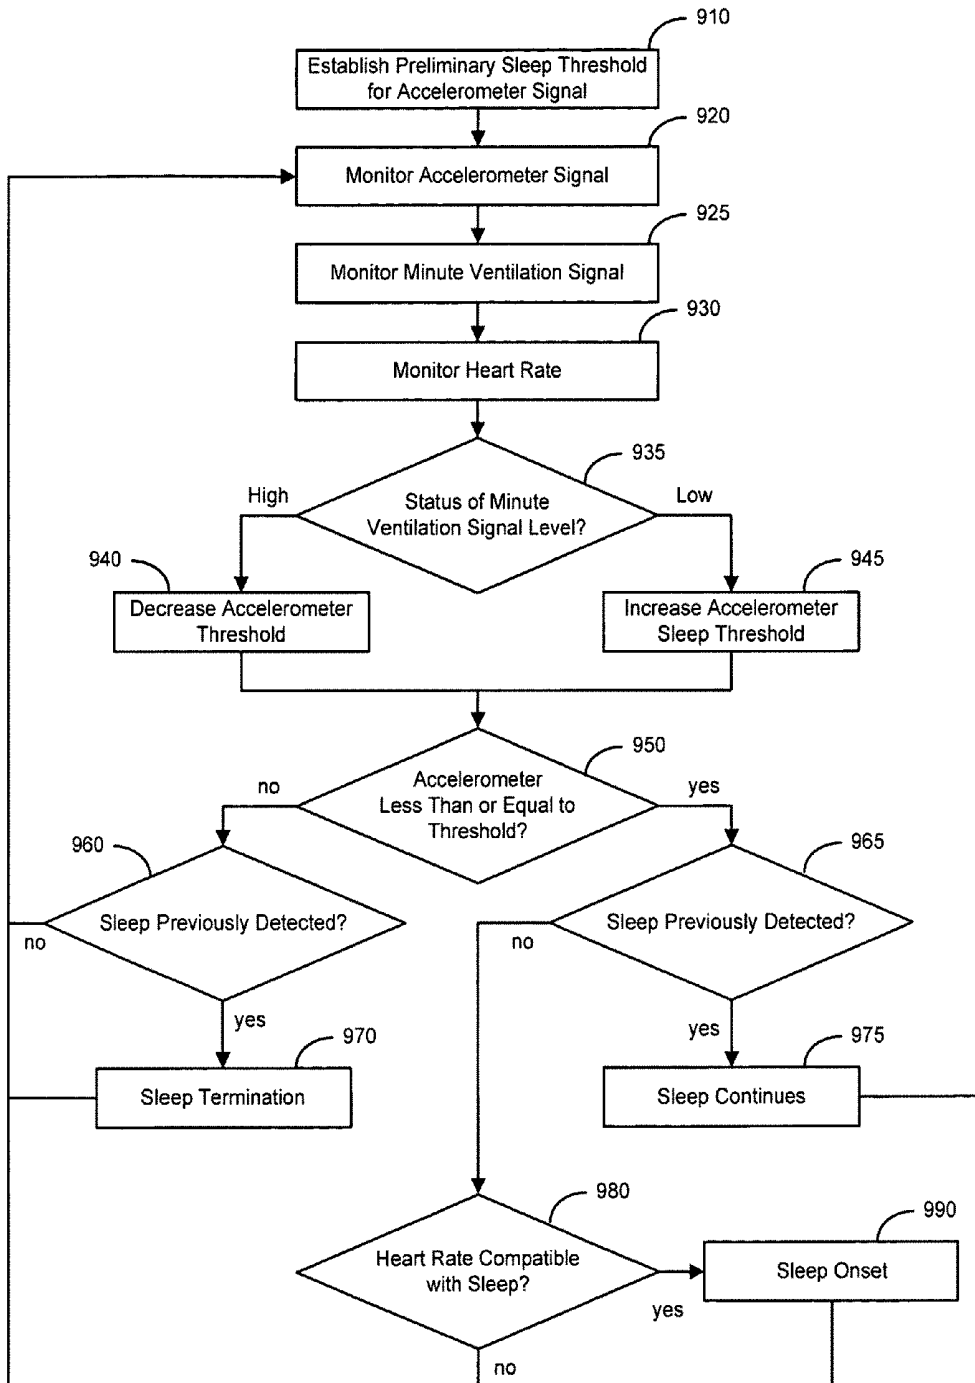 910
Establish Preliminary Sleep Threshold
for Accelerometer Signal
920
Monitor Accelerometer Signal
925
Monitor Minute Ventilation Signal
930
Monitor Heart Rate
935
High
Status of Minute
Ventilation Signal Level?
Low
940
Decrease Accelerometer
Threshold
945
Increase Accelerometer
Sleep Threshold
950
no
Accelerometer
Less Than or Equal to
Threshold?
yes
960
Sleep Previously Detected?
no
965
Sleep Previously Detected?
no
yes
970
Sleep Termination
yes
975
Sleep Continues
980
Heart Rate Compatible
with Sleep?
yes
990
Sleep Onset
no